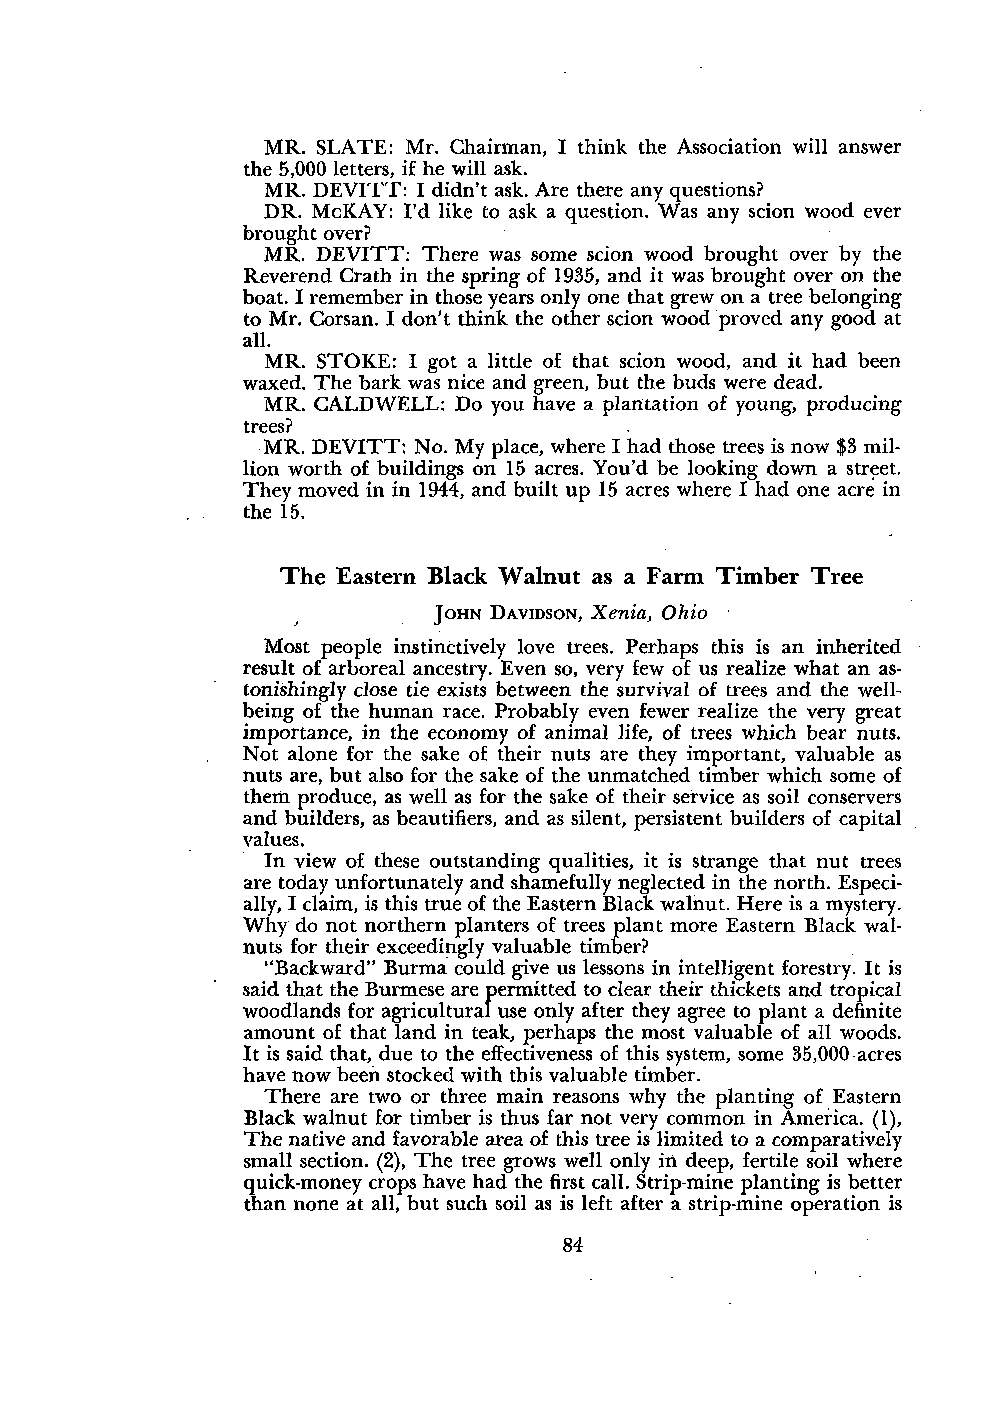 MR. SLATE: Mr. Chairman, I think the Association will answer
the 5,000 letters, if he will ask.
MR. DEVITT: I didn't ask. Are there any questions?
DR. McKAY: I'd like to ask a question. Was any scion wood ever
brought over?
MR. DEVITT: There was some scion wood brought over by the
Reverend Crath in the spring of 1935, and it was brought over on the
boat. I remember in those years only one that grew on a tree belonging
to Mr. Corsan. I don't think the other scion wood proved any good at
all.
MR. STOKE: I got a little of that scion wood, and it had been
waxed. The bark was nice and green, but the buds were dead.
MR. CALDWELL: Do you have a plantation of young, producing
trees?
MR. DEVITT: No. My place, where I had those trees is now $3 mil-
lion worth of buildings on 15 acres. You'd be looking down a street.
They moved in in 1944, and built up 15 acres where I had one acre in
the 15.
The Eastern Black Walnut as a Farm Timber Tree
JOHN DAVIDSON, Xenia, Ohio
Most people instinctively love trees. Perhaps this is an inherited
result of arboreal ancestry. Even so, very few of us realize what an as-
tonishingly close tie exists between the survival of trees and the well-
being of the human race. Probably even fewer realize the very great
importance, in the economy of animal life, of trees which bear nuts.
Not alone for the sake of their nuts are they important, valuable as
nuts are, but also for the sake of the unmatched timber which some of
them produce, as well as for the sake of their service as soil conservers
and builders, as beautifiers, and as silent, persistent builders of capital
values.
In view of these outstanding qualities, it is strange that nut trees
are today unfortunately and shamefully neglected in the north. Especi-
ally, I claim, is this true of the Eastern Black walnut. Here is a mystery.
Why do not northern planters of trees plant more Eastern Black wal-
nuts for their exceedingly valuable timber?
"Backward" Burma could give us lessons in intelligent forestry. It is
said that the Burmese are permitted to clear their thickets and tropical
woodlands for agricultural use only after they agree to plant a definite
amount of that land in teak, perhaps the most valuable of all woods.
It is said that, due to the effectiveness of this system, some 35,000 acres
have now been stocked with this valuable timber.
There are two or three main reasons why the planting of Eastern
Black walnut for timber is thus far not very common in America. (1),
The native and favorable area of this tree is limited to a comparatively
small section. (2), The tree grows well only in deep, fertile soil where
quick-money crops have had the first call. Strip-mine planting is better
than none at all, but such soil as is left after a strip-mine operation is
84